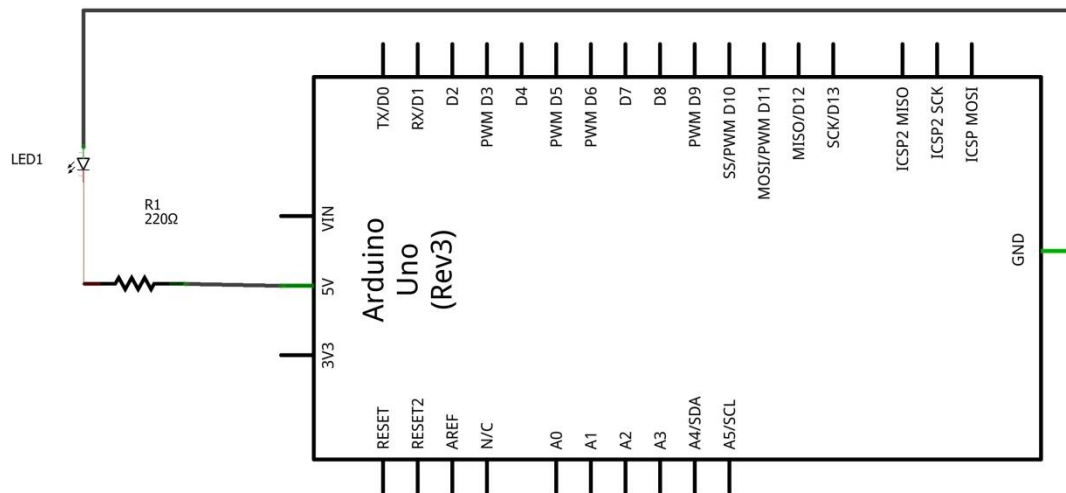 TX/D0
RX/D1
D2
PWM D3
D4
PWM D5
PWM D6
D7
D8
PWM D9
SS/PWM D10
MOSI/PWM D11
MISO/D12
SCK/D13
ICSP2 MISO
ICSP2 SCK
ICSP MOSI
LED1
R1
220Ω
VIN
5V
3V3
Arduino
Uno
(Rev3)
GND
RESET
RESET2
AREF
N/C
A0
A1
A2
A3
A4/SDA
A5/SCL